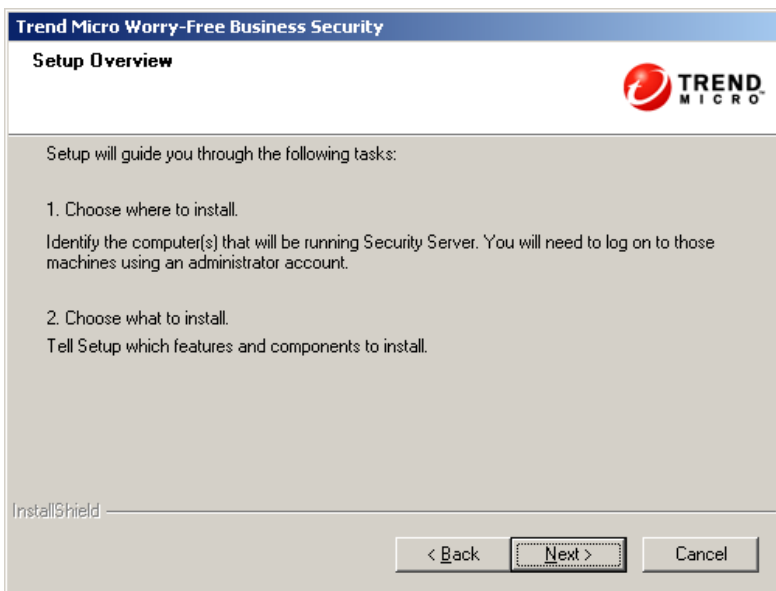 Trend Micro Worry-Free Business Security
Setup Overview
TREND
MICRO™
Setup will guide you through the following tasks:
1. Choose where to install.
Identify the computer(s) that will be running Security Server. You will need to log on to those
machines using an administrator account.
2. Choose what to install.
Tell Setup which features and components to install.
InstallShield
< Back
Next >
Cancel